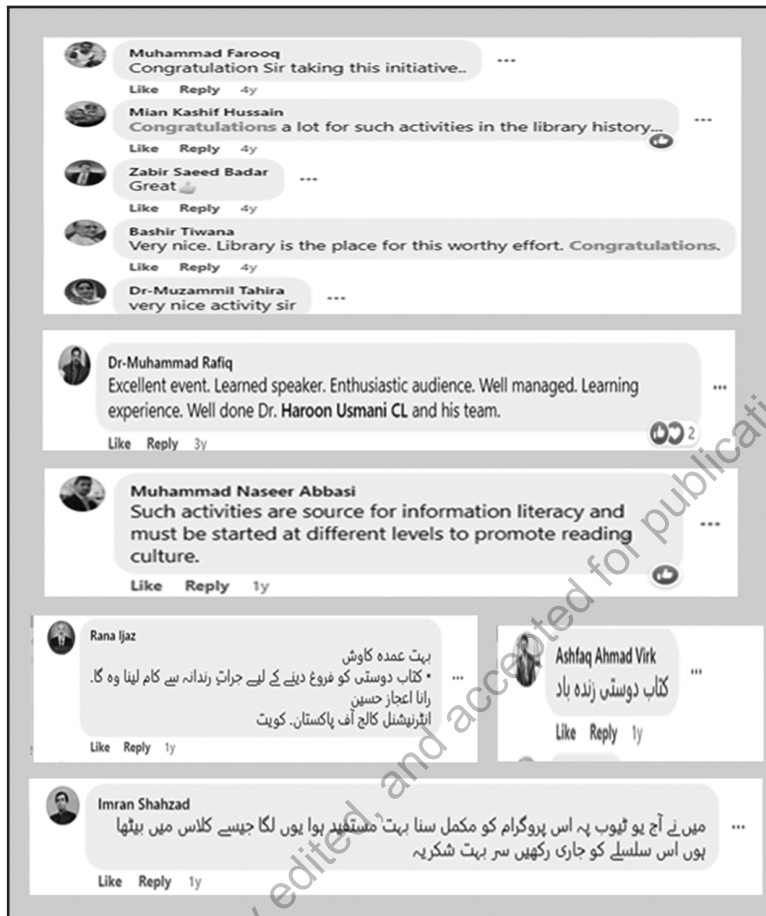 Muhammad Farooq
Congratulation Sir taking this initiative..
Like Reply 4y
Mian Kashif Hussain
Congratulations a lot for such activities in the library history...
Like Reply 4y
Zabir Saeed Badar
Great👍
Like Reply 4y
Bashir Tiwana
Very nice. Library is the place for this worthy effort. Congratulations.
Like Reply 4y
Dr-Muzammil Tahira
very nice activity sir
Dr-Muhammad Rafiq
Excellent event. Learned speaker. Enthusiastic audience. Well managed. Learning
experience. Well done Dr. Haroon Usmani CL and his team.
Like Reply 3y
2
Muhammad Naseer Abbasi
Such activities are source for information literacy and
must be started at different levels to promote reading
culture.
Like Reply 1y
Rana Ijaz
بہت عمدہ کاوش
• کتاب دوستی کو فروغ دینے کے لیے جراتِ رندانہ سے کام لینا وہ گا.
رانا اعجاز حسین
انٹرنیشنل کالج آف پاکستان. کویت
Like Reply 1y
Ashfaq Ahmad Virk
کتاب دوستی زندہ باد
Like Reply 1y
Imran Shahzad
میں نے آج یو ٹیوب پہ اس پروگرام کو مکمل سنا بہت مستفید ہوا یوں لگا جیسے کلاس میں بیٹھا
ہوں اس سلسلے کو جاری رکھیں سر بہت شکریہ
Like Reply 1y
edited, and accepted for publicati